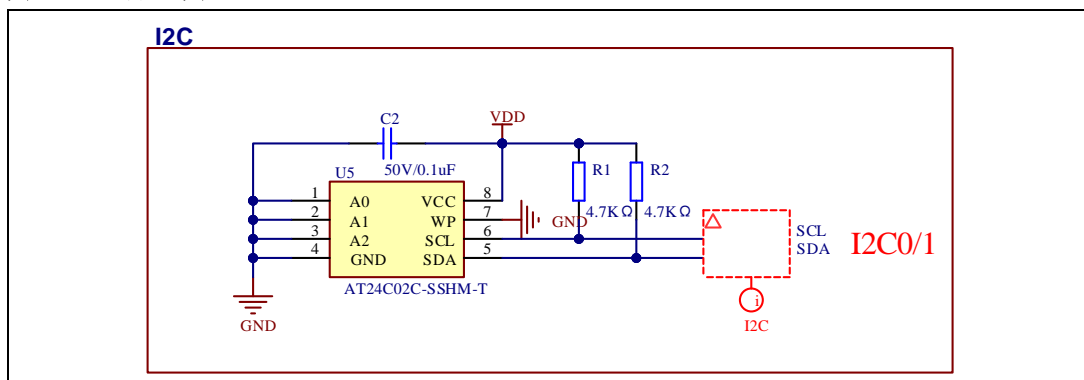 I2C
VDD
C2
50V/0.1uF
U5
R1
R2
4.7KΩ
4.7KΩ
1 A0 VCC 8
2 A1 WP 7
GND
3 A2 SCL 6
4 GND SDA 5
AT24C02C-SSHM-T
GND
SCL
SDA
I2C0/1
i
I2C